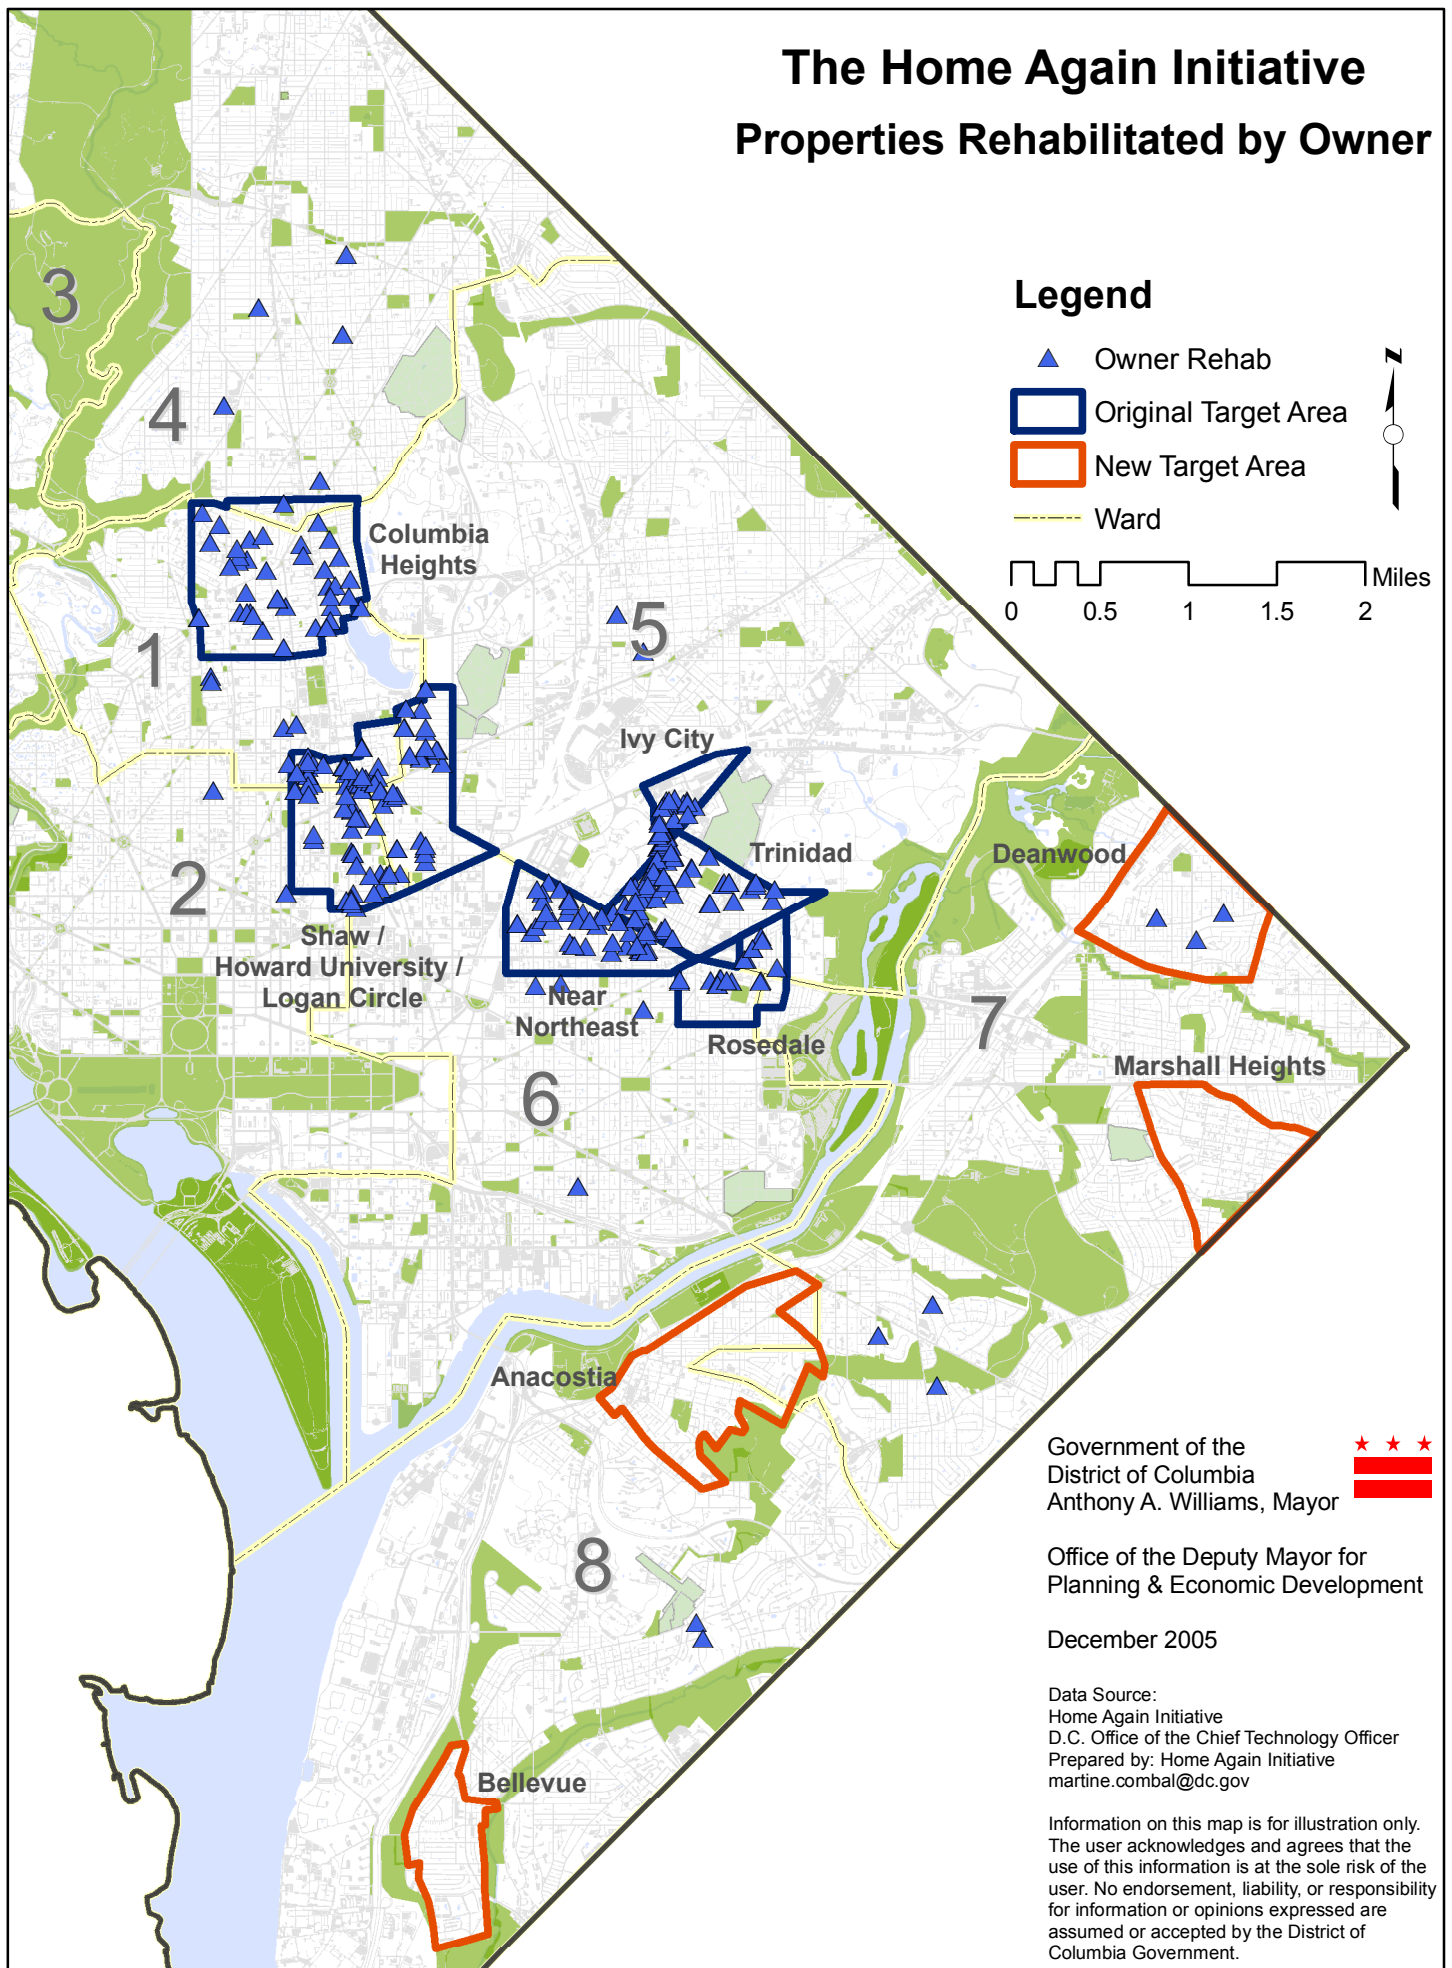 The Home Again Initiative
Properties Rehabilitated by Owner
Legend
Owner Rehab
Original Target Area
New Target Area
Ward
N
Miles
0 0.5 1 1.5 2
3
4
Columbia
Heights
5
1
Ivy City
Trinidad
Deanwood
2
Shaw /
Howard University /
Logan Circle
Near
Northeast
Rosedale
7
Marshall Heights
6
Anacostia
8
Bellevue
Government of the
District of Columbia
Anthony A. Williams, Mayor
Office of the Deputy Mayor for
Planning & Economic Development
December 2005
Data Source:
Home Again Initiative
D.C. Office of the Chief Technology Officer
Prepared by: Home Again Initiative
martine.combal@dc.gov
Information on this map is for illustration only.
The user acknowledges and agrees that the
use of this information is at the sole risk of the
user. No endorsement, liability, or responsibility
for information or opinions expressed are
assumed or accepted by the District of
Columbia Government.